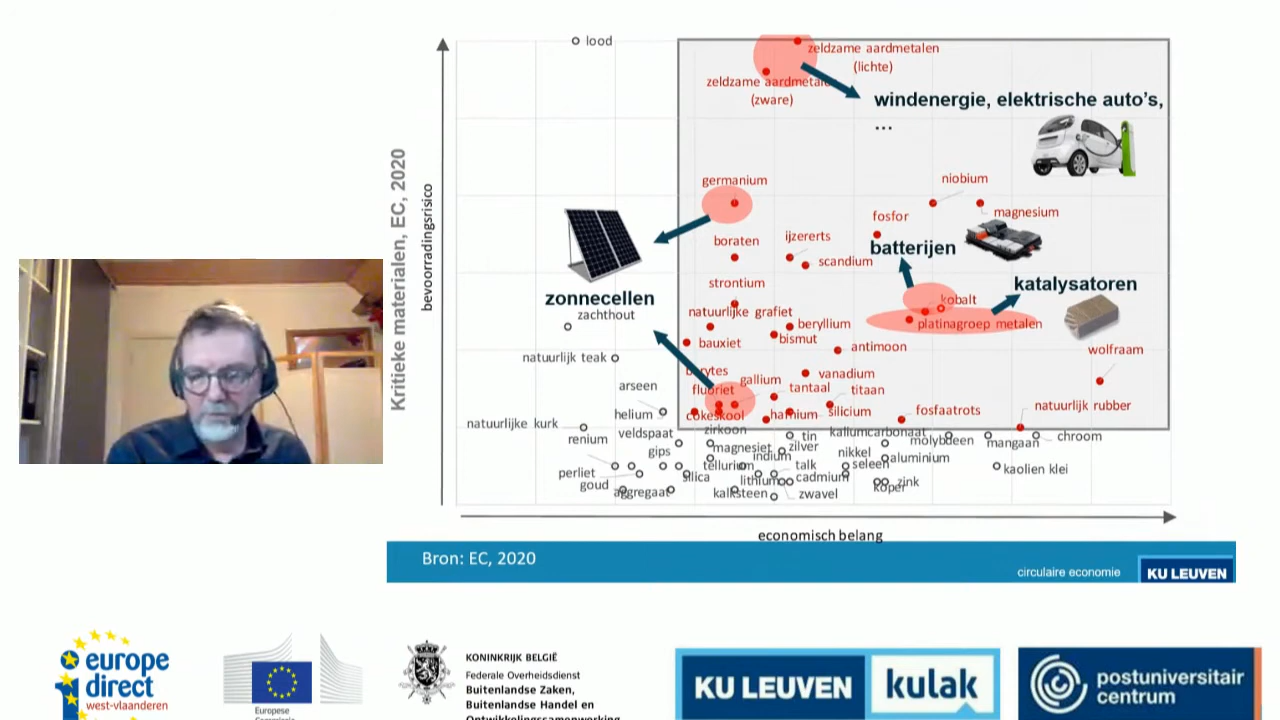 lood
zeldzame aardmetalen
(lichte)
zeldzame aardmetalen
(zware)
windenergie, elektrische auto's,
...
germanium
niobium
magnesium
fosfor
boraten
ijzererts
scandium
batterijen
strontium
kobalt
katalysatoren
zonnecellen
zachthout
natuurlijke grafiet
beryllium
platinagroep metalen
bauxiet
bismut
antimoon
wolfraam
natuurlijk teak
vanadium
gallium
tantaal
titaan
arseen
fluoriet
helium
cokeskool
hafnium
silicium
fosfaatrots
natuurlijk rubber
natuurlijke kurk
renium
veldspaat
zirkoon
tin
kaliumcarbonaat
molybdeen
mangaan
chroom
gips
magnesiet
zilver
indium
nikkel
aluminium
perliet
tellurium
talk
seleen
kaolien klei
goud
silica
lithium
cadmium
zink
koper
aggregaat
kalksteen
zwavel
Kritieke materialen, EC, 2020
bevoorradingsrisico
economisch belang
Bron: EC, 2020
circulaire economie
KU LEUVEN
europe
direct
west-vlaanderen
Europese
KONINKRIJK BELGIË
Federale Overheidsdienst
Buitenlandse Zaken,
Buitenlandse Handel en
Ontwikkelingssamenwerking
KU LEUVEN
kulak
postuniversitair
centrum